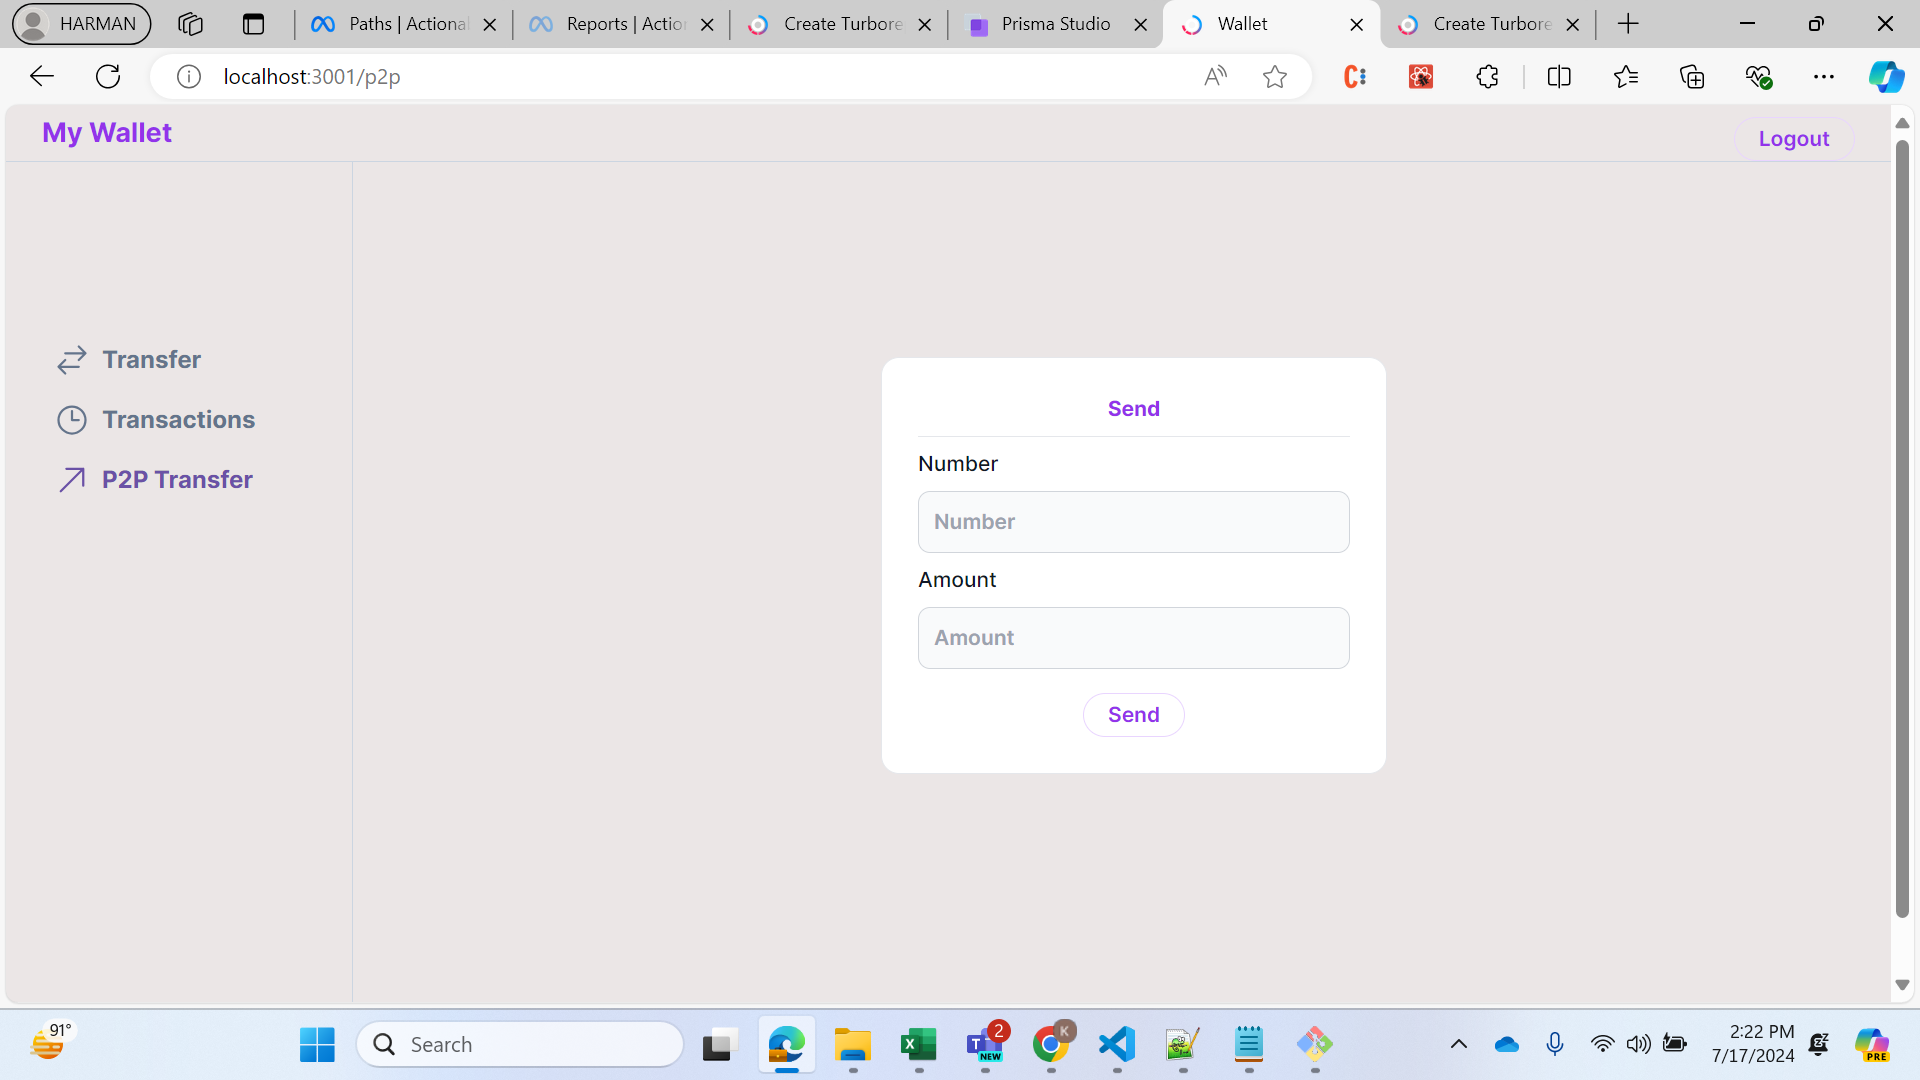 HARMAN
Paths | Actional
Reports | Action
Create Turbore
Prisma Studio
Wallet
Create Turbore
localhost:3001/p2p
My Wallet
Logout
Transfer
Transactions
P2P Transfer
Send
Number
Number
Amount
Amount
Send
91°
Search
2
NEW
K
2:22 PM
7/17/2024
PRE